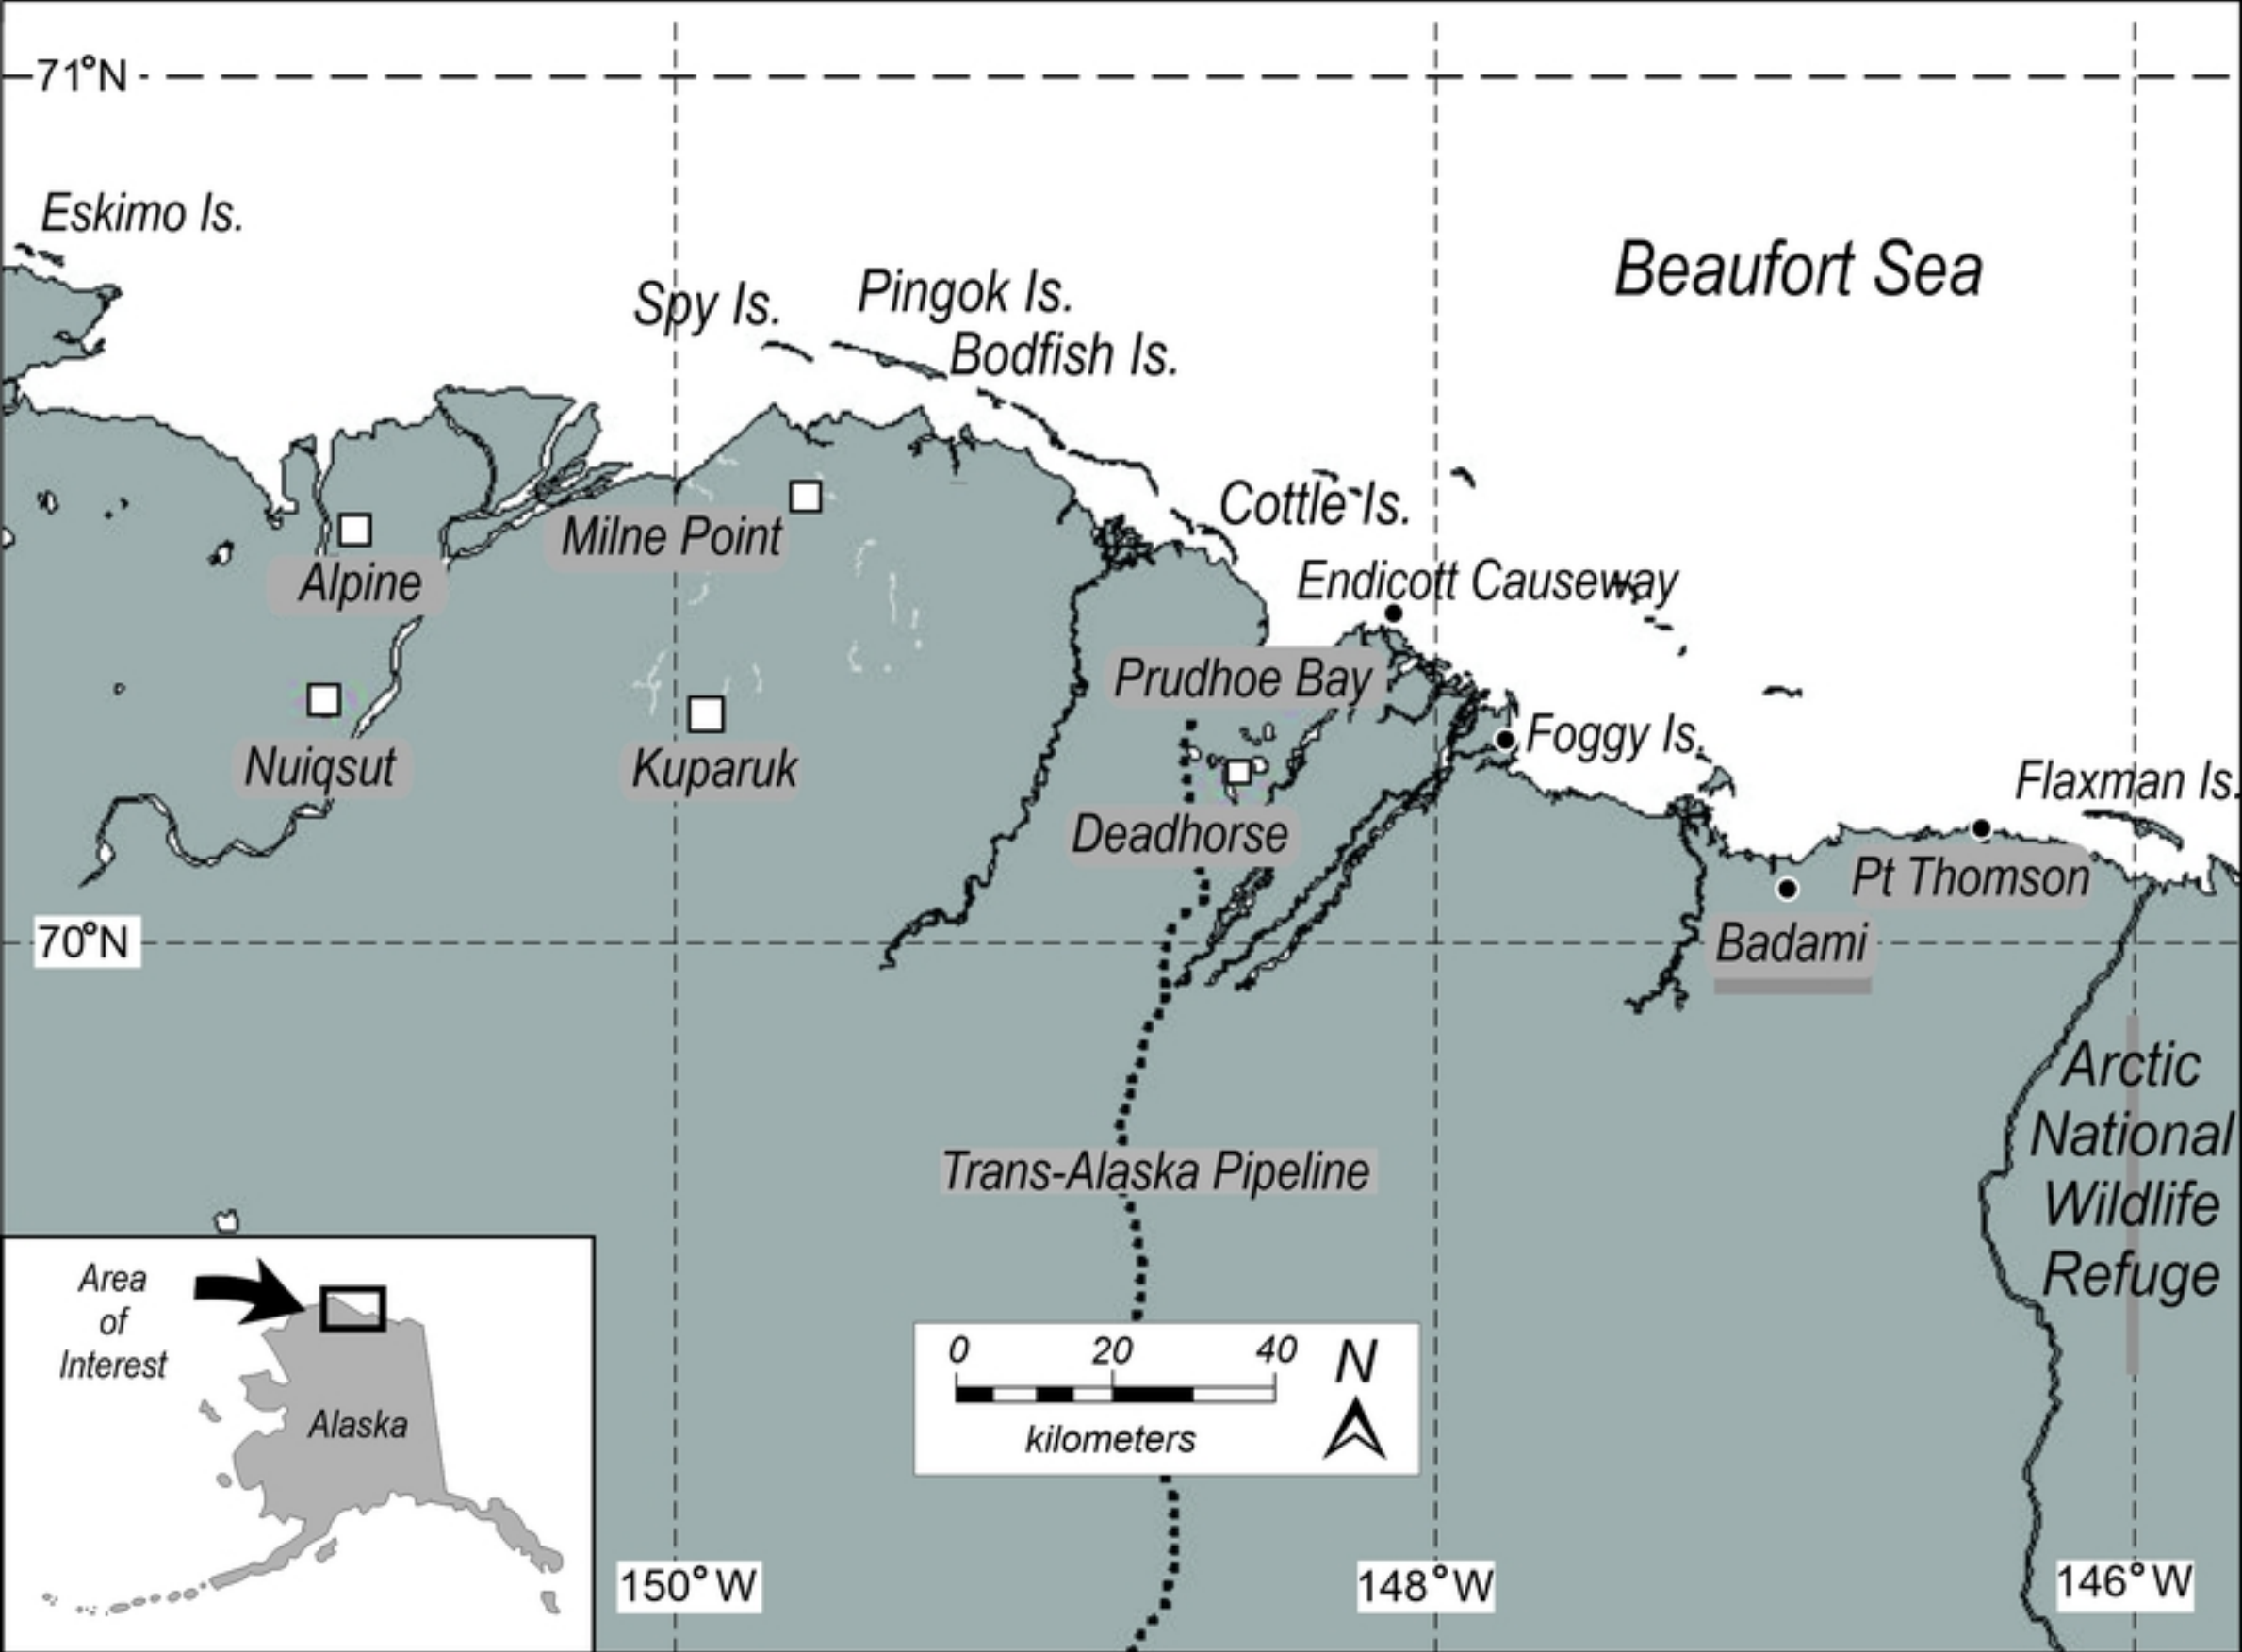 71°N
Eskimo Is.
Beaufort Sea
Pingok Is.
Spy Is.
Bodfish Is.
Cottle Is.
Milne Point
Alpine
Endicott Causeway
Prudhoe Bay
Foggy Is.
Nuiqsut
Kuparuk
Flaxman Is.
Deadhorse
Pt Thomson
70°N
Badami
Arctic
National
Wildlife
Refuge
Trans-Alaska Pipeline
Area
of
Interest
Alaska
0 20 40
N
kilometers
150°W
148°W
146°W